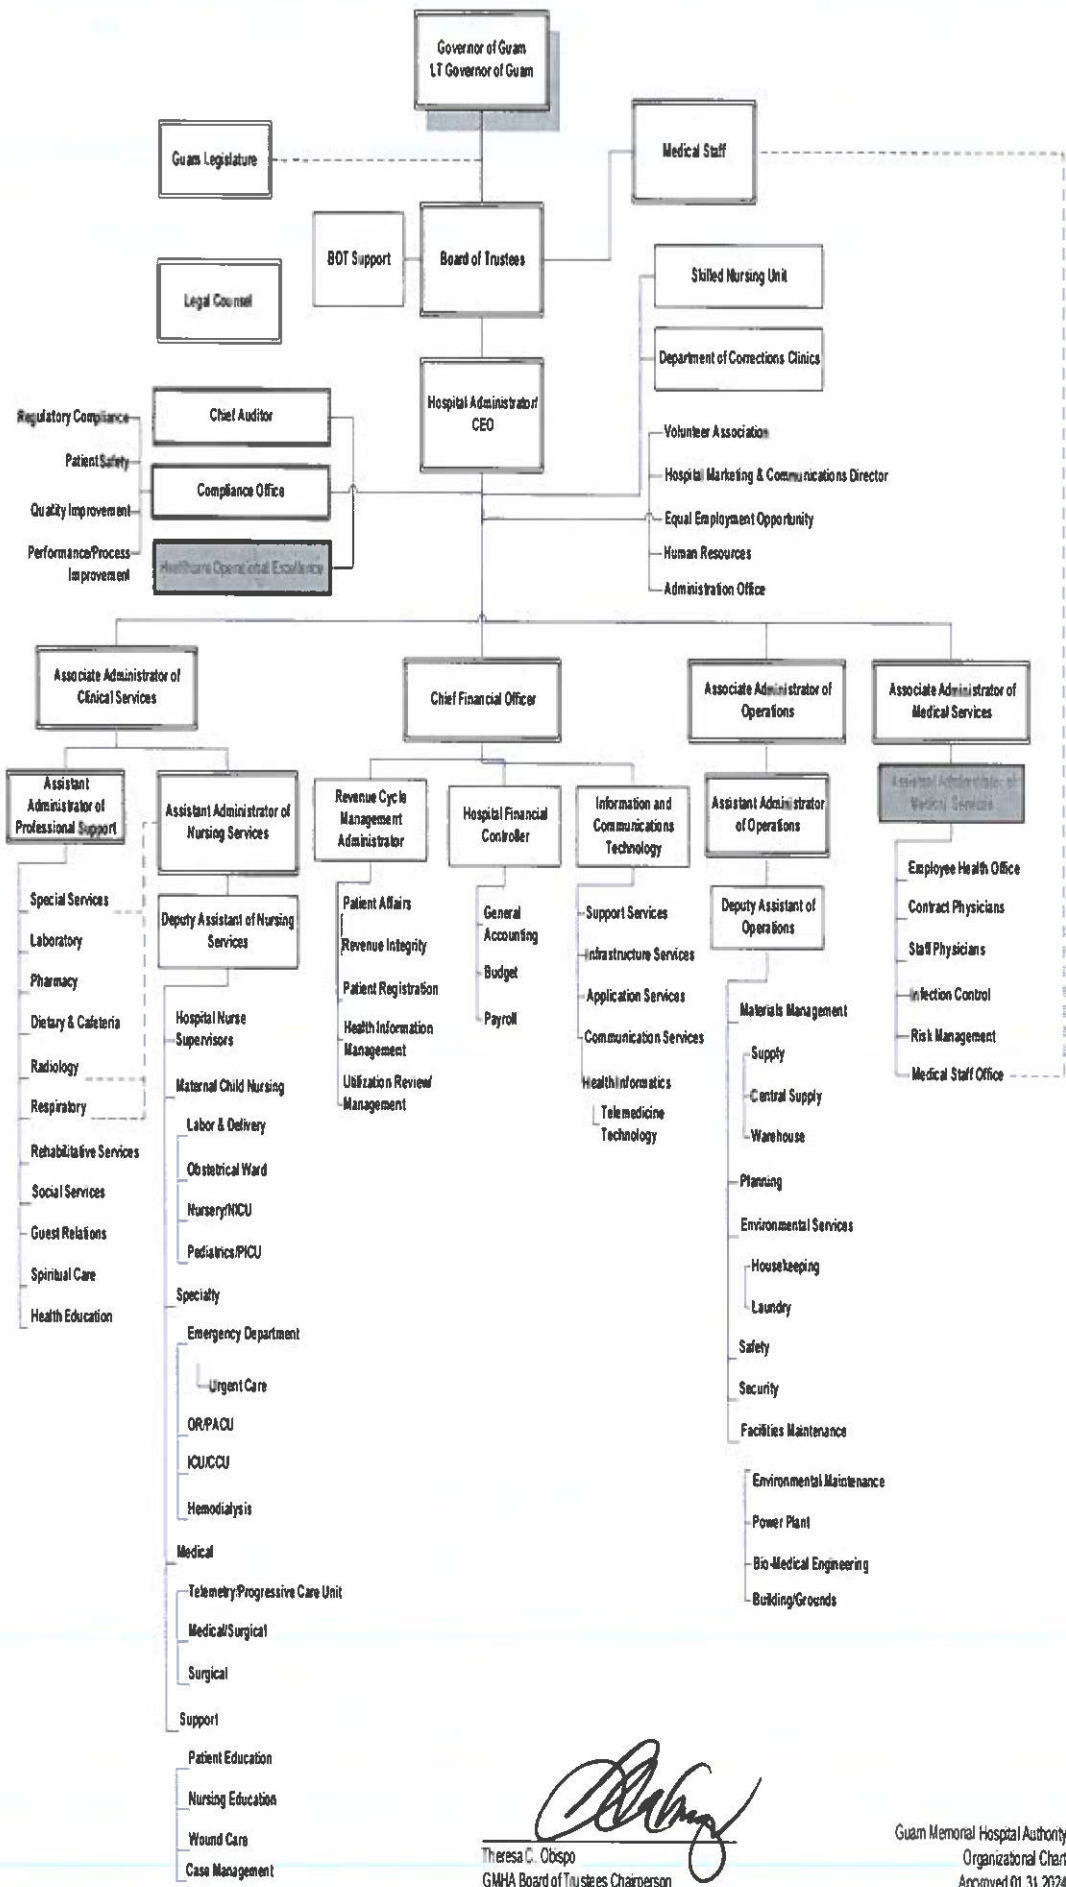 Governor of Guam
LT Governor of Guam
Guam Legislature
Medical Staff
BOT Support
Board of Trustees
Legal Counsel
Skilled Nursing Unit
Department of Corrections Clinics
Hospital Administrator/
CEO
Chief Auditor
Compliance Office
Healthcare Operational Excellence
Regulatory Compliance
Patient Safety
Quality Improvement
Performance/Process
Improvement
Volunteer Association
Hospital Marketing & Communications Director
Equal Employment Opportunity
Human Resources
Administration Office
Associate Administrator of
Clinical Services
Chief Financial Officer
Associate Administrator of
Operations
Associate Administrator of
Medical Services
Assistant
Administrator of
Professional Support
Assistant Administrator of
Nursing Services
Revenue Cycle
Management
Administrator
Hospital Financial
Controller
Information and
Communications
Technology
Assistant Administrator
of Operations
Assistant Administrator of
Medical Services
Deputy Assistant of Nursing
Services
Deputy Assistant of
Operations
Special Services
Laboratory
Pharmacy
Dietary & Cafeteria
Radiology
Respiratory
Rehabilitative Services
Social Services
Guest Relations
Spiritual Care
Health Education
Hospital Nurse
Supervisors
Maternal Child Nursing
Labor & Delivery
Obstetrical Ward
Nursery/NICU
Pediatrics/PICU
Specialty
Emergency Department
Urgent Care
OR/PACU
ICU/CCU
Hemodialysis
Medical
Telemetry/Progressive Care Unit
Medical/Surgical
Surgical
Support
Patient Education
Nursing Education
Wound Care
Case Management
Patient Affairs
Revenue Integrity
Patient Registration
Health Information
Management
Utilization Review/
Management
General
Accounting
Budget
Payroll
Support Services
Infrastructure Services
Application Services
Communication Services
Health Informatics
Telemedicine
Technology
Materials Management
Supply
Central Supply
Warehouse
Planning
Environmental Services
Housekeeping
Laundry
Safety
Security
Facilities Maintenance
Environmental Maintenance
Power Plant
Bio-Medical Engineering
Building/Grounds
Employee Health Office
Contract Physicians
Staff Physicians
Infection Control
Risk Management
Medical Staff Office
Theresa C. Obispo
GMHA Board of Trustees Chairperson
Guam Memorial Hospital Authority
Organizational Chart
Approved 01.31.2024